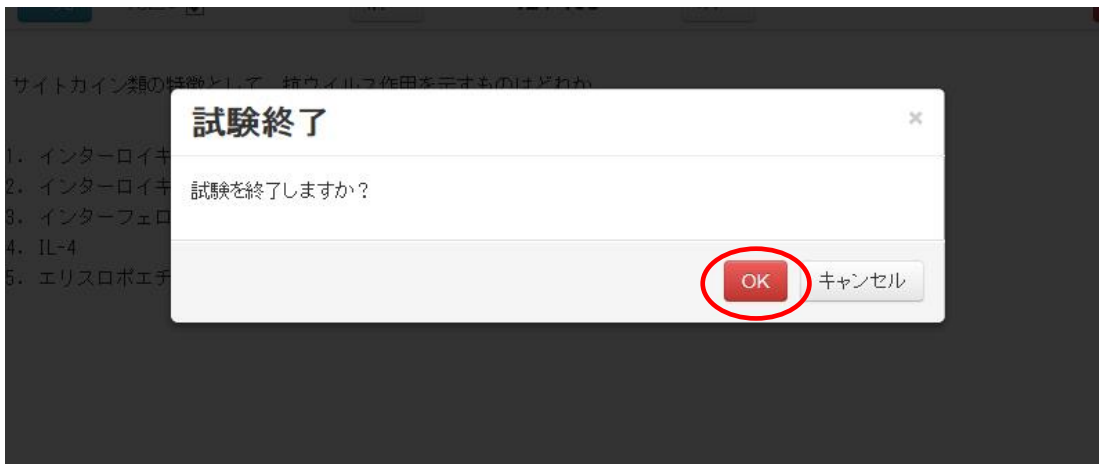 サイトカイン類の特徴として、抗ウイルス作用を示すものはどれか
試験終了
×
1. インターロイキ
2. インターロイキ
試験を終了しますか？
3. インターフェロ
4. IL-4
5. エリスロポエチ
OK
キャンセル